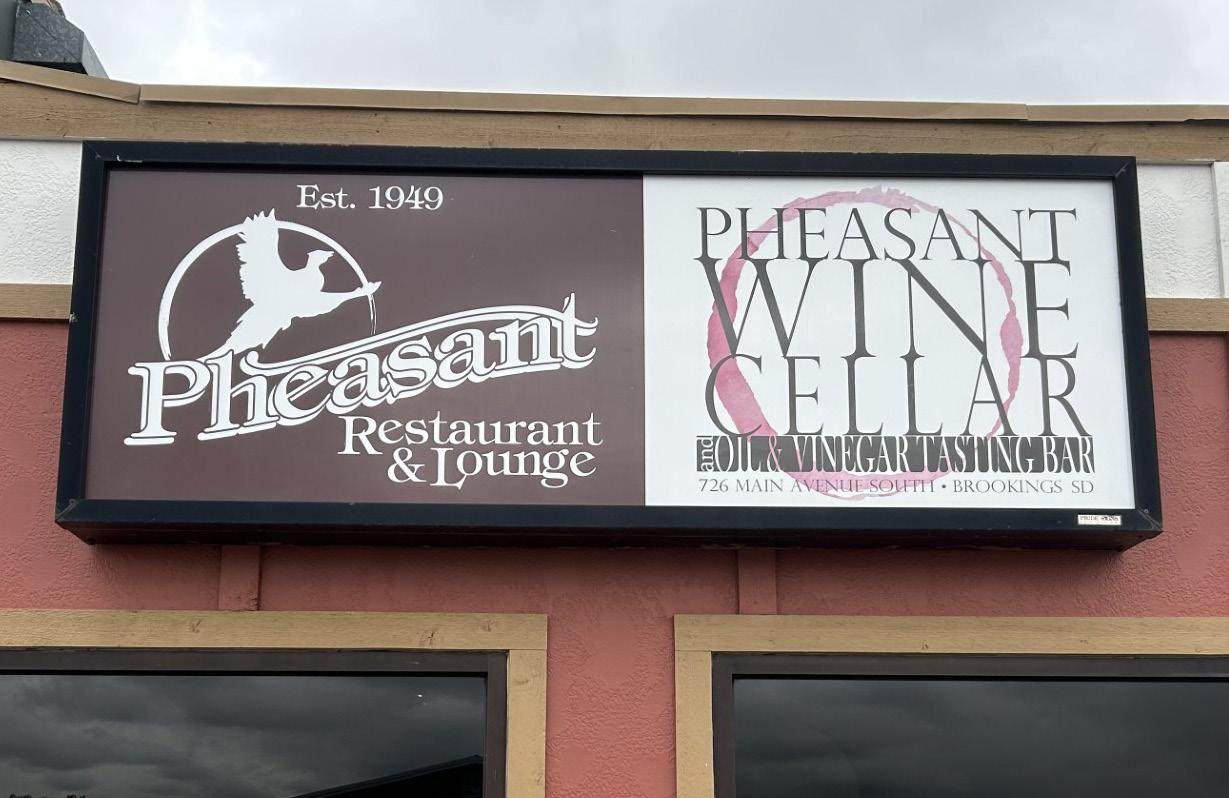 Est. 1949
Pheasant
Restaurant
& Lounge
PHEASANT
WINE
CELLAR
and OIL & VINEGAR TASTING BAR
726 MAIN AVENUE SOUTH • BROOKINGS SD